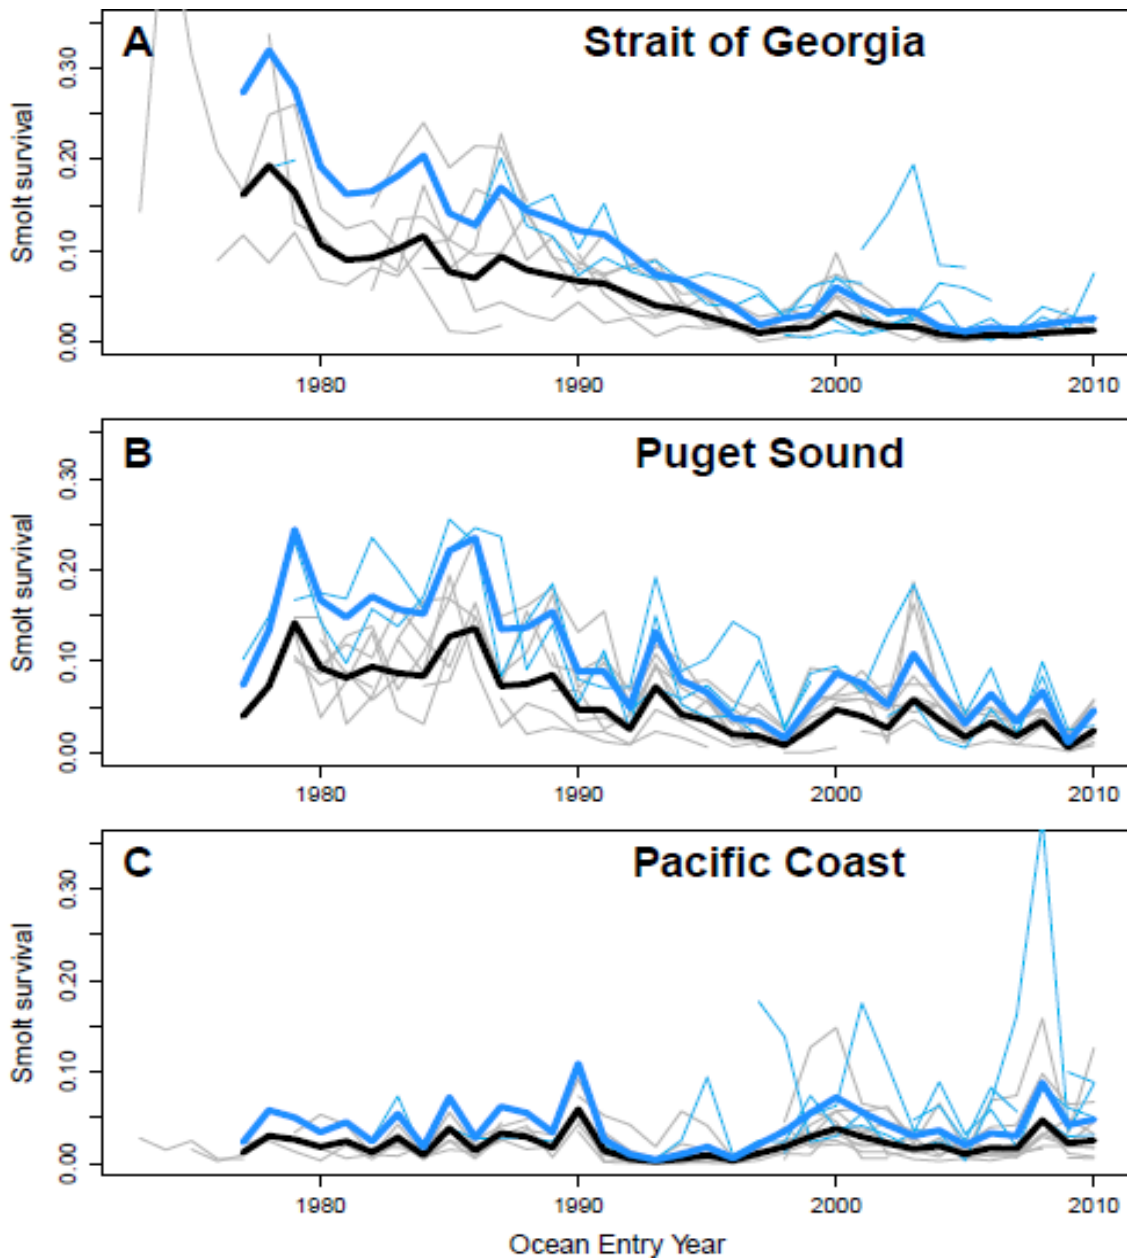 A
Strait of Georgia
Smolt survival
0.30
0.20
0.10
0.00
1980
1990
2000
2010
B
Puget Sound
Smolt survival
0.30
0.20
0.10
0.00
1980
1990
2000
2010
C
Pacific Coast
Smolt survival
0.30
0.20
0.10
0.00
1980
1990
2000
2010
Ocean Entry Year